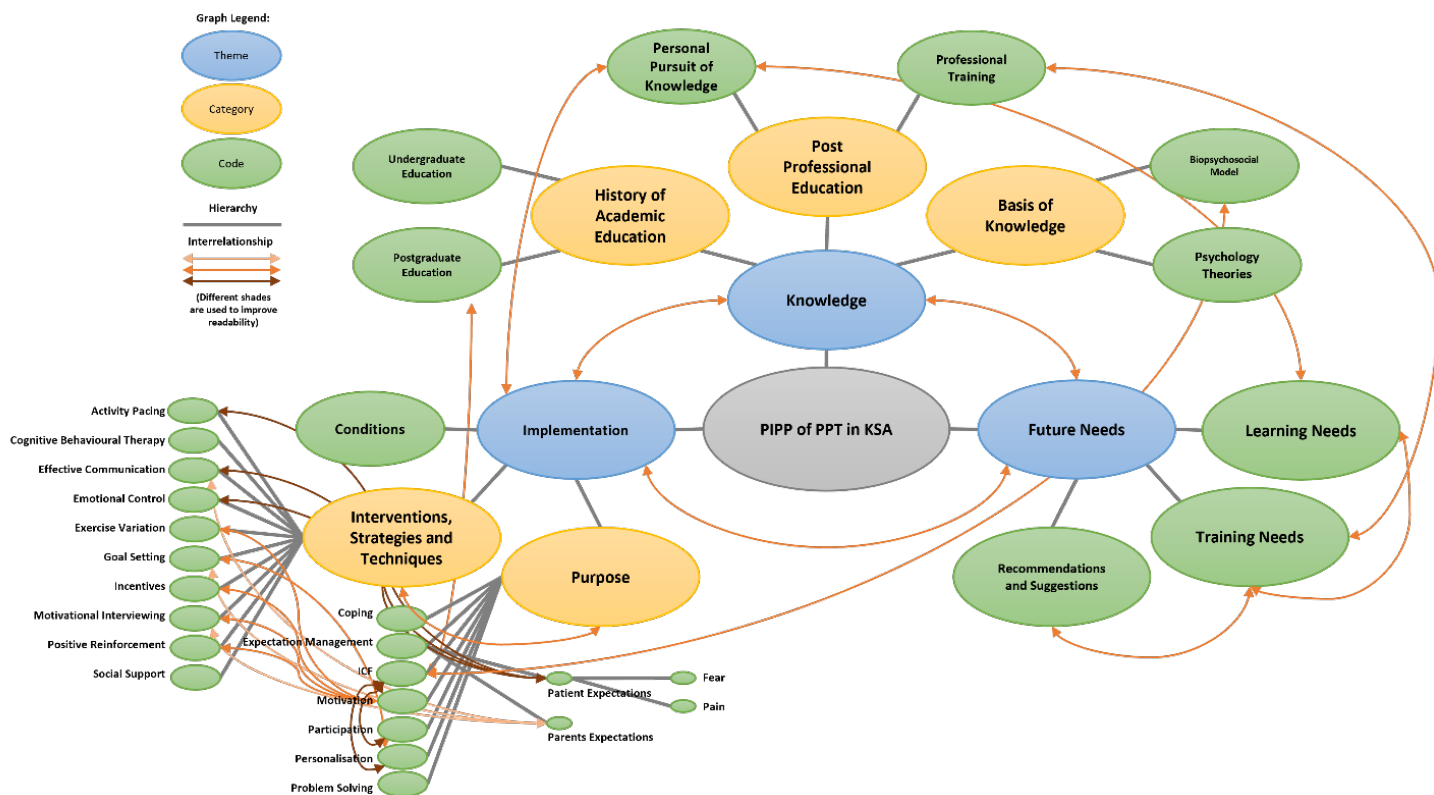 Graph Legend:
Theme
Category
Code
Hierarchy
Interrelationship
(Different shades
are used to improve
readability)
Personal
Pursuit of
Knowledge
Professional
Training
Undergraduate
Education
Post
Professional
Education
Biopsychosocial
Model
History of
Academic
Education
Basis of
Knowledge
Postgraduate
Education
Psychology
Theories
Knowledge
Conditions
Implementation
PIPP of PPT in KSA
Future Needs
Learning Needs
Activity Pacing
Cognitive Behavioural Therapy
Effective Communication
Emotional Control
Exercise Variation
Goal Setting
Incentives
Motivational Interviewing
Positive Reinforcement
Social Support
Interventions,
Strategies and
Techniques
Purpose
Recommendations
and Suggestions
Training Needs
Coping
Expectation Management
ICF
Motivation
Participation
Personalisation
Problem Solving
Patient Expectations
Parents Expectations
Fear
Pain